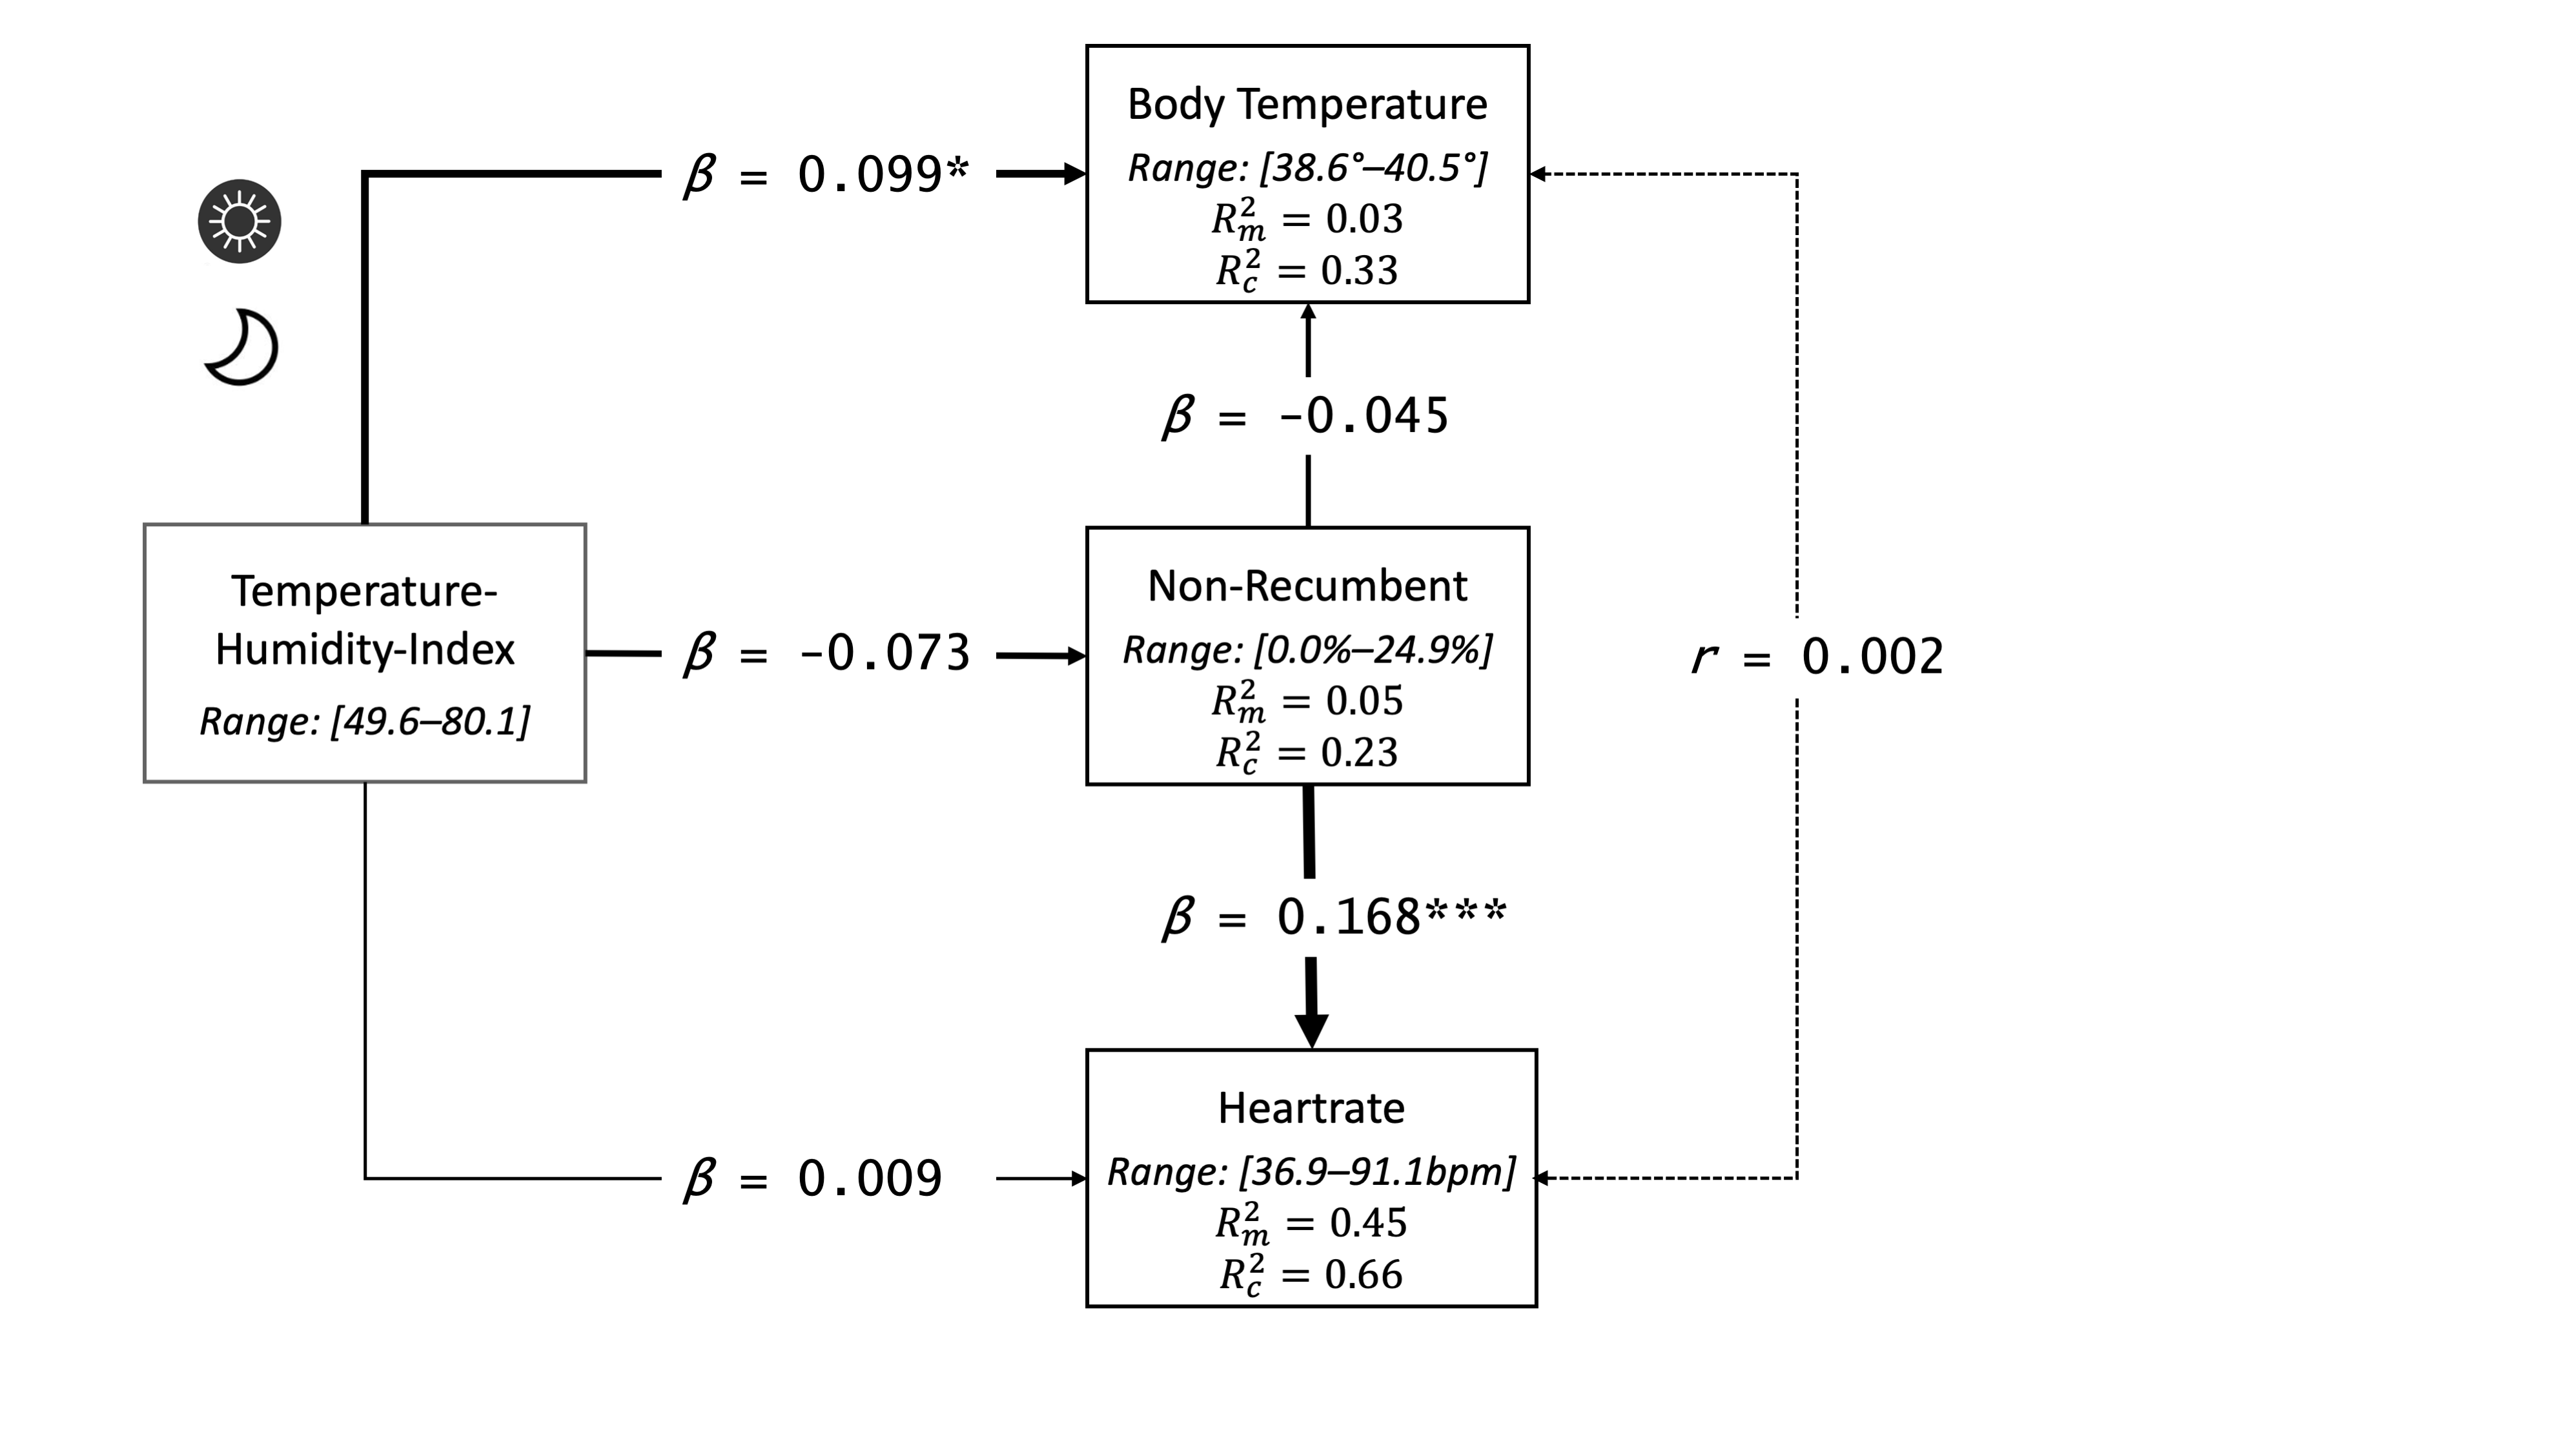 Body Temperature
Range: [38.6°–40.5°]
R²m = 0.03
R²c = 0.33
β = 0.099*
β = -0.045
Temperature-
Humidity-Index
Range: [49.6–80.1]
β = -0.073
Non-Recumbent
Range: [0.0%–24.9%]
R²m = 0.05
R²c = 0.23
r = 0.002
β = 0.168***
β = 0.009
Heartrate
Range: [36.9–91.1bpm]
R²m = 0.45
R²c = 0.66